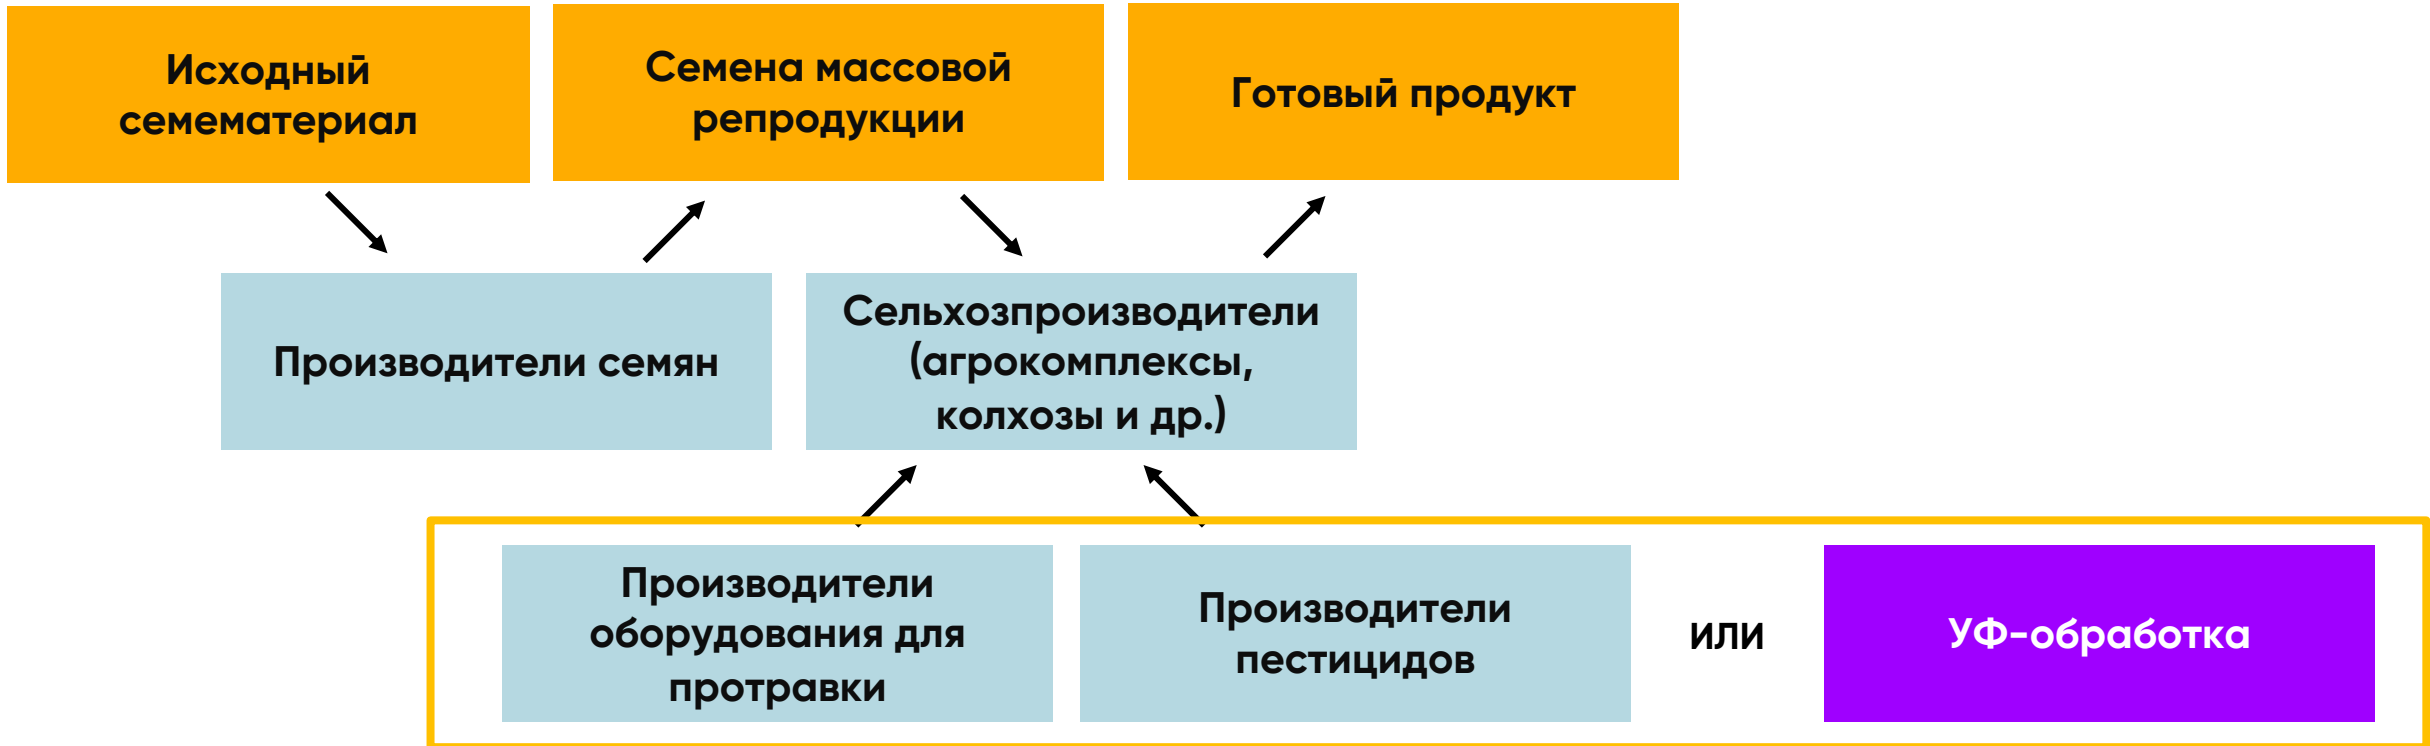 Исходный
семематериал
Семена массовой
репродукции
Готовый продукт
Производители семян
Сельхозпроизводители
(агрокомплексы,
колхозы и др.)
Производители
оборудования для
протравки
Производители
пестицидов
или
УФ-обработка